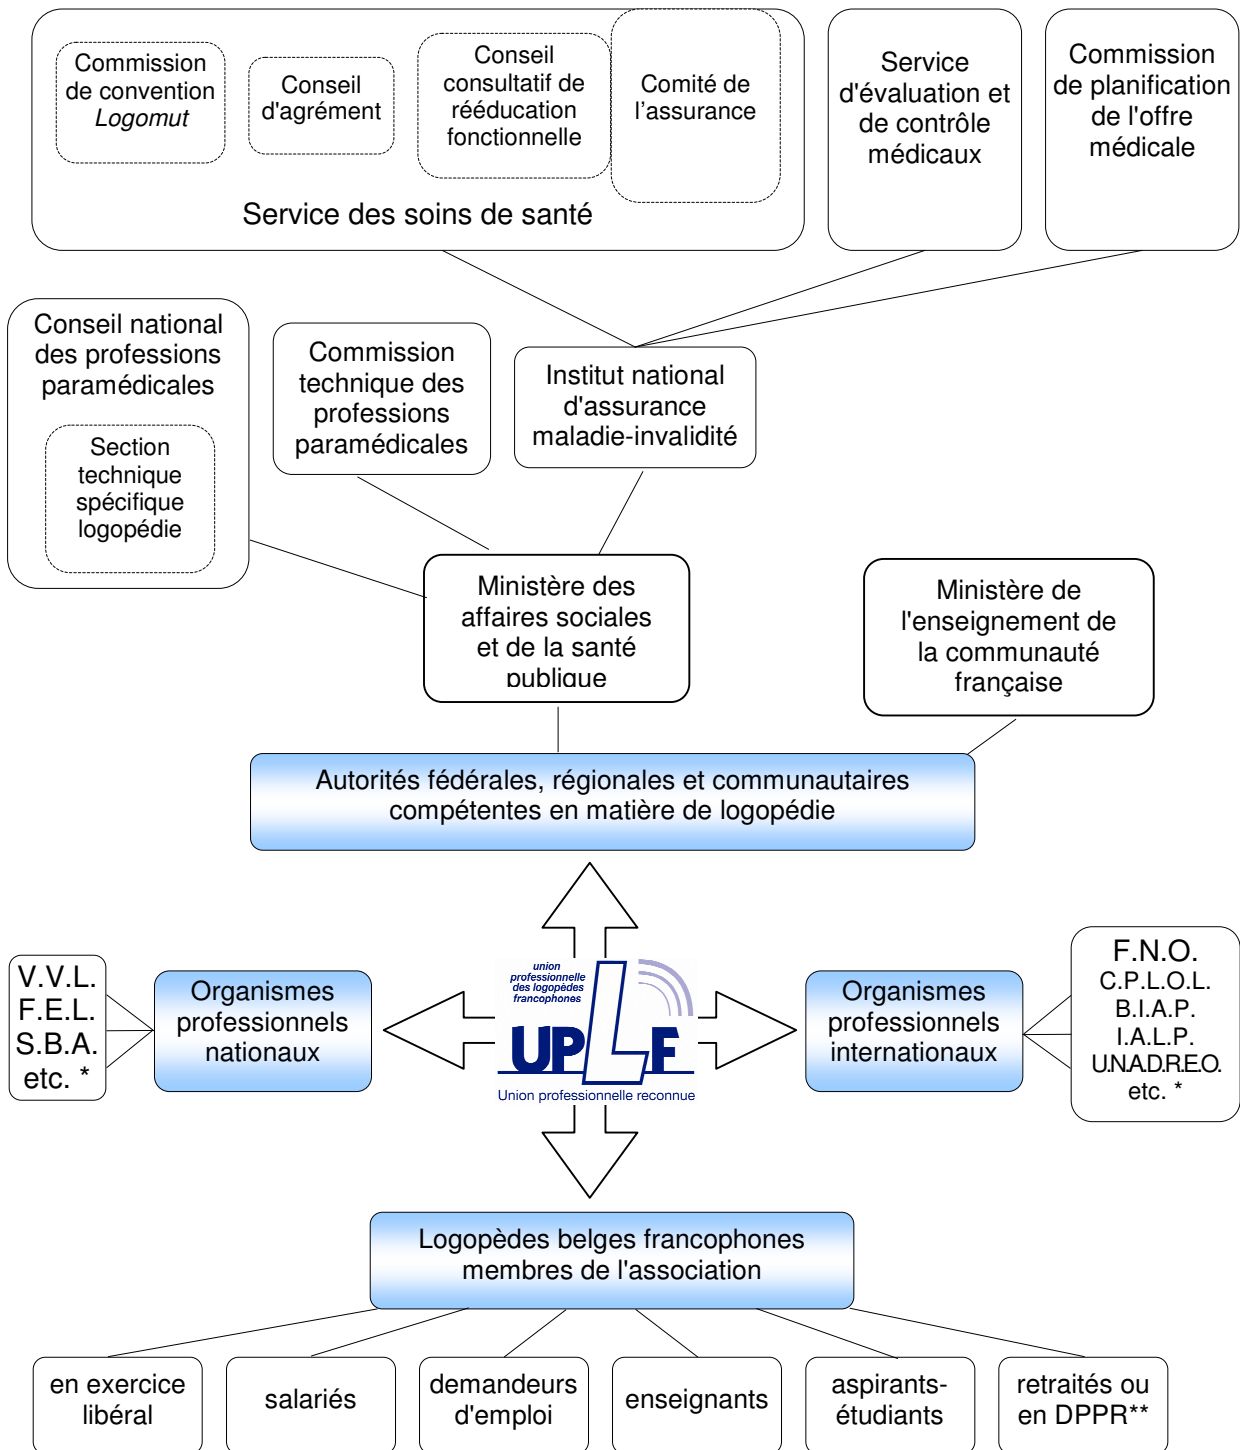 Commission
de convention
Logomut
Conseil
d'agrément
Conseil
consultatif de
rééducation
fonctionnelle
Comité de
l'assurance
Service des soins de santé
Service
d'évaluation et
de contrôle
médicaux
Commission
de planification
de l'offre
médicale
Conseil national
des professions
paramédicales
Section
technique
spécifique
logopédie
Commission
technique des
professions
paramédicales
Institut national
d'assurance
maladie-invalidité
Ministère des
affaires sociales
et de la santé
publique
Ministère de
l'enseignement de
la communauté
française
Autorités fédérales, régionales et communautaires
compétentes en matière de logopédie
V.V.L.
F.E.L.
S.B.A.
etc. *
Organismes
professionnels
nationaux
union
professionnelle
des logopèdes
francophones
UPLF
Union professionnelle reconnue
Organismes
professionnels
internationaux
F.N.O.
C.P.L.O.L.
B.I.A.P.
I.A.L.P.
U.N.A.D.R.E.O.
etc. *
Logopèdes belges francophones
membres de l'association
en exercice
libéral
salariés
demandeurs
d'emploi
enseignants
aspirants-
étudiants
retraités ou
en DPPR**